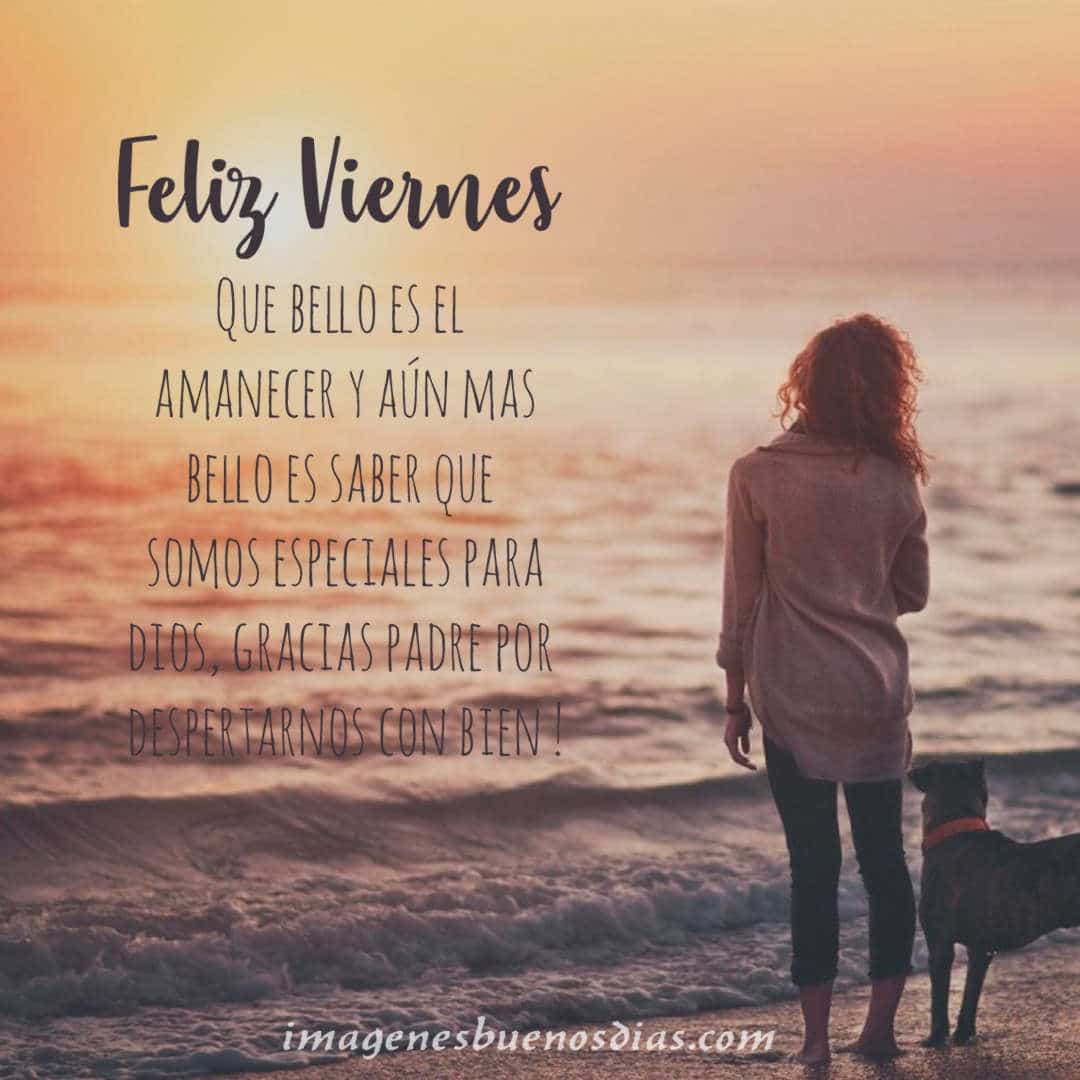 Feliz Viernes
Que bello es el
amanecer y aún mas
bello es saber que
somos especiales para
Dios, gracias padre por
despertarnos con bien !
imagenesbuenosdias.com